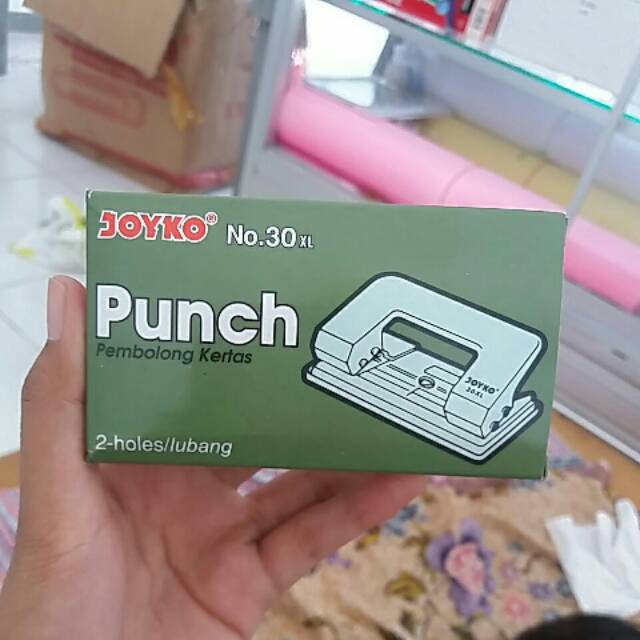 JOYKO® No.30 XL
Punch
Pembolong Kertas
2-holes/lubang
JOYKO®
30XL